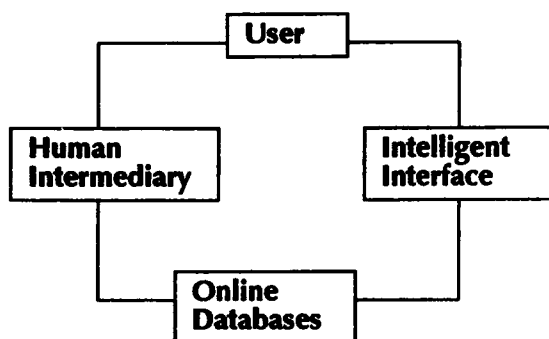 User
Human
Intermediary
Intelligent
Interface
Online
Databases